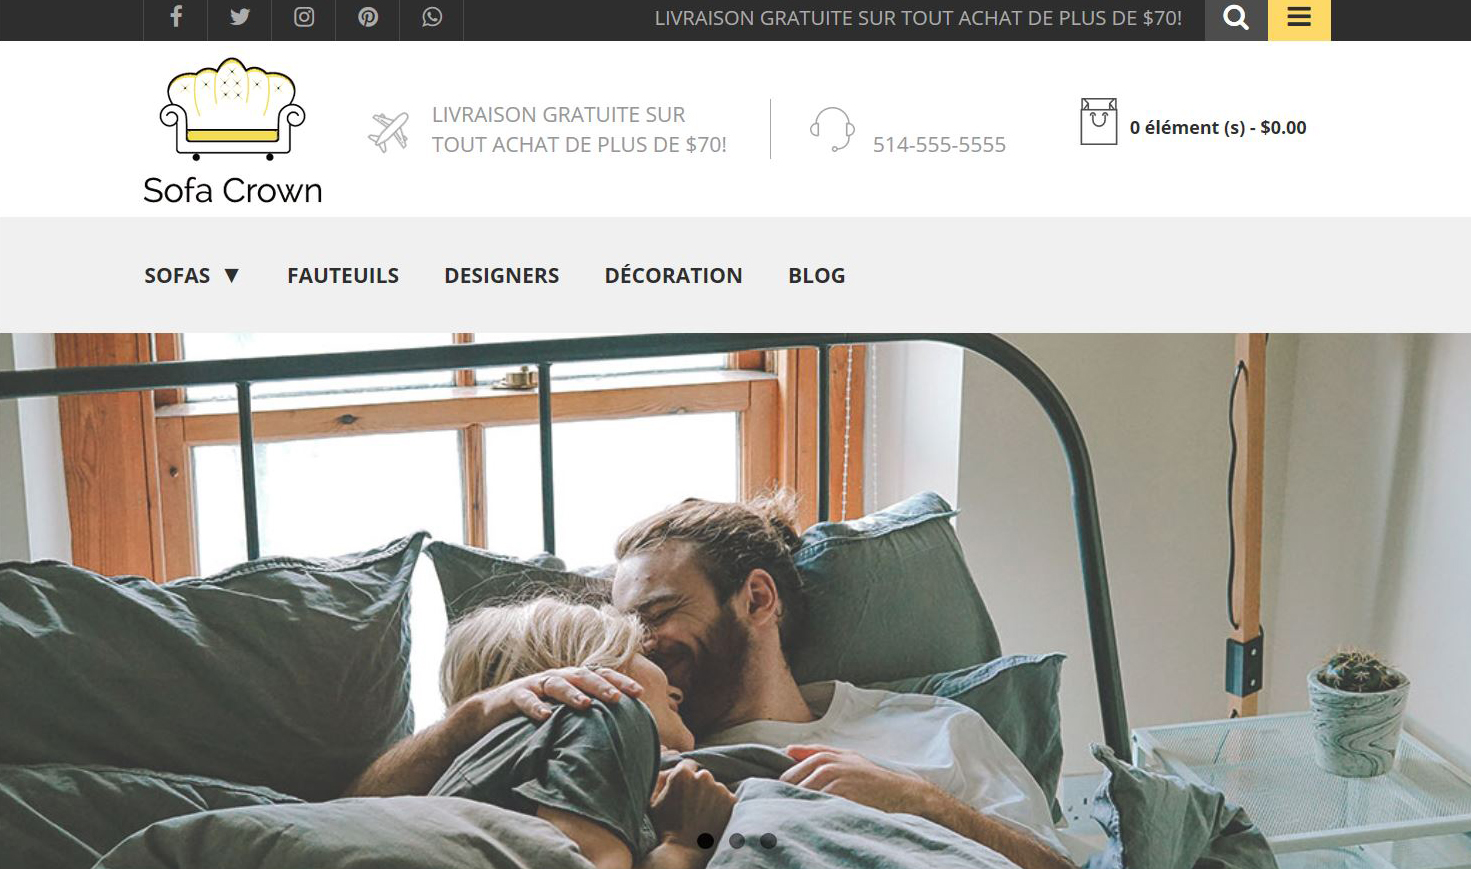 LIVRAISON GRATUITE SUR TOUT ACHAT DE PLUS DE $70!
LIVRAISON GRATUITE SUR
TOUT ACHAT DE PLUS DE $70!
514-555-5555
0 élément (s) - $0.00
Sofa Crown
SOFAS ▼ FAUTEUILS DESIGNERS DÉCORATION BLOG